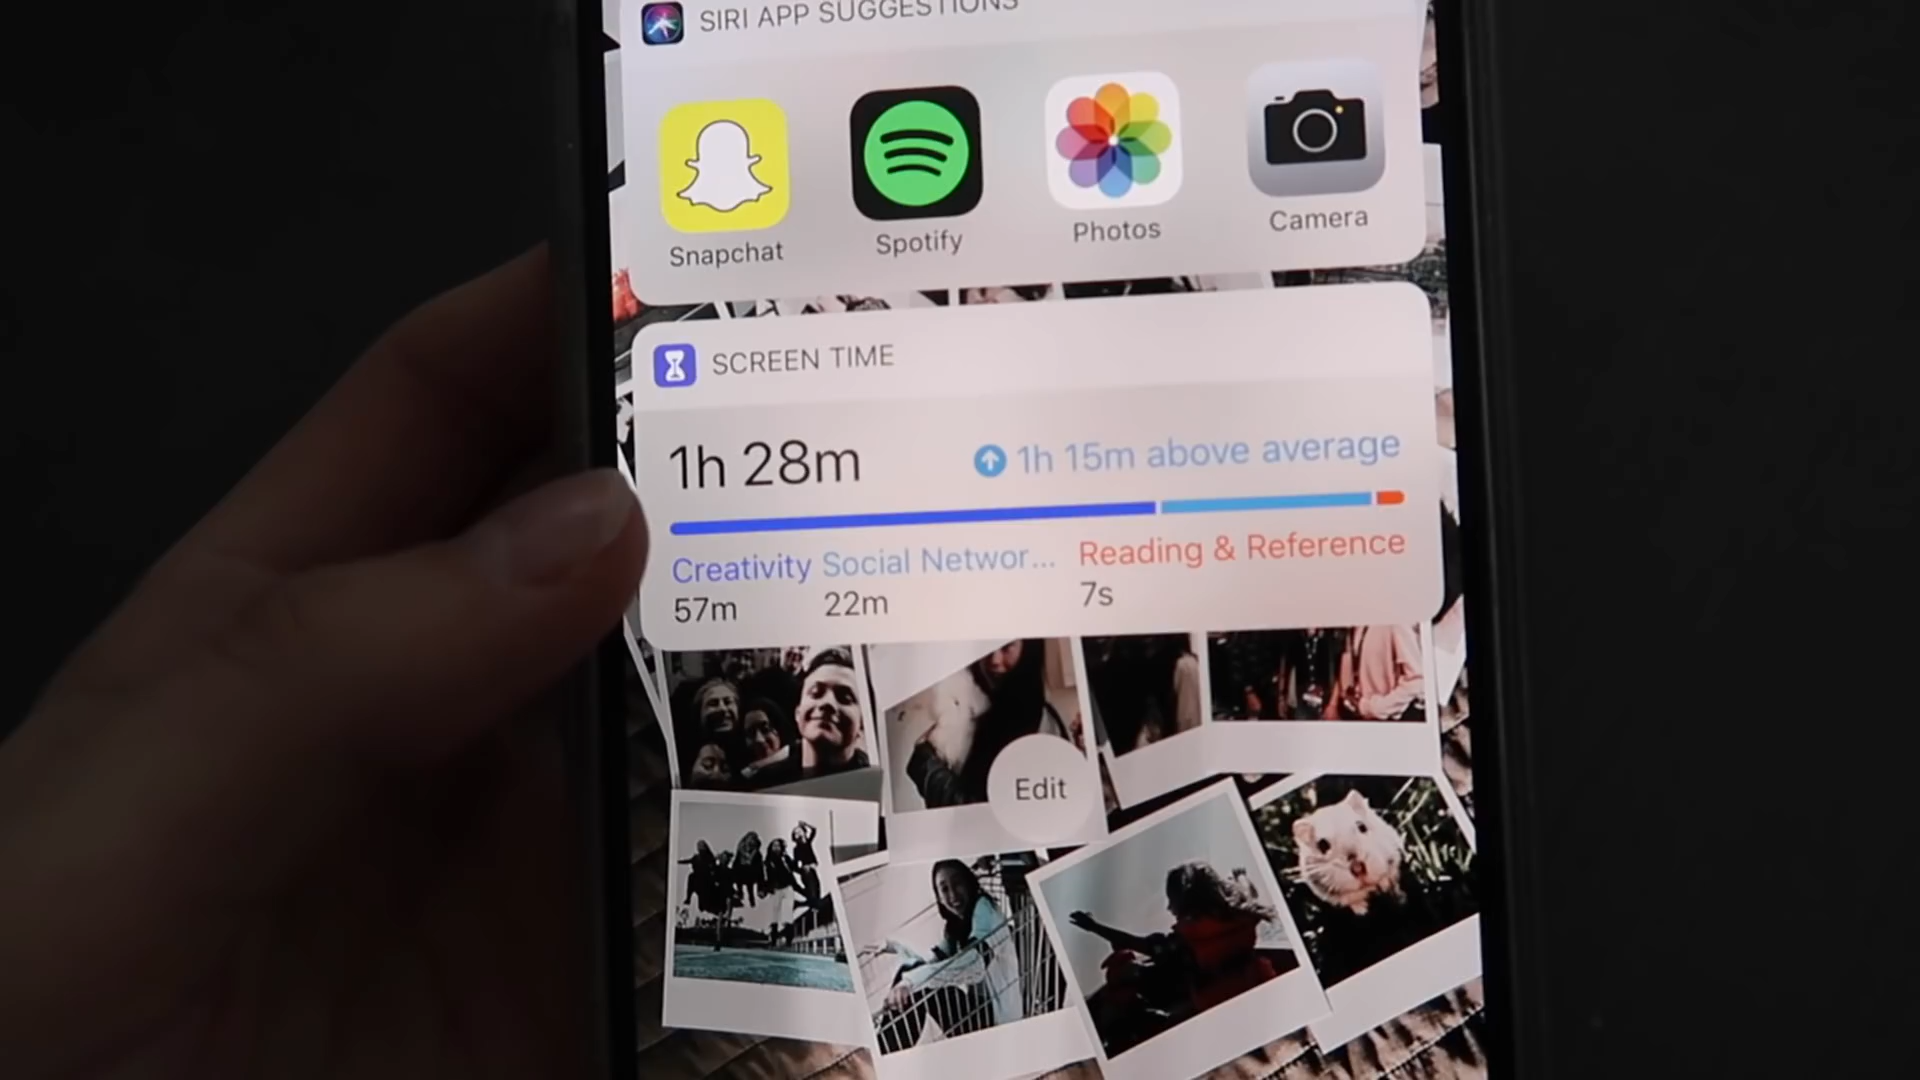 SIRI APP SUGGESTIONS
Snapchat
Spotify
Photos
Camera
SCREEN TIME
1h 28m
1h 15m above average
Creativity
Social Networ...
Reading & Reference
57m
22m
7s
Edit